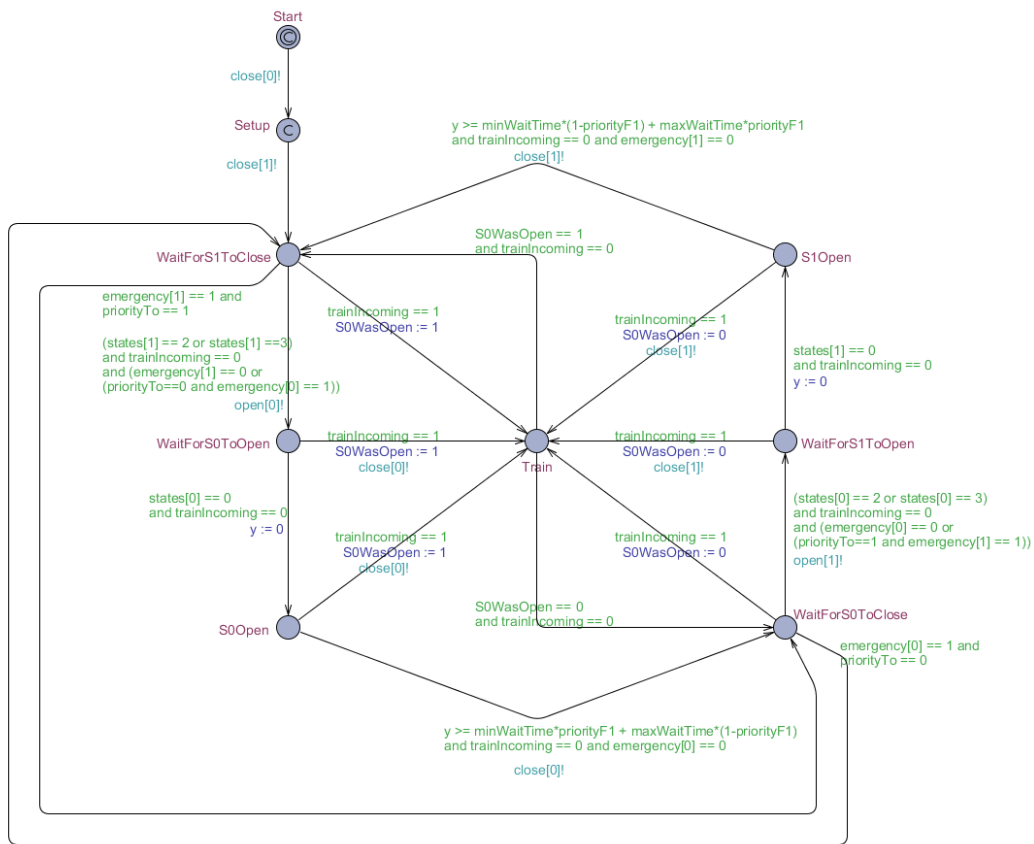 Start
C
close[0]!
Setup
C
close[1]!
y >= minWaitTime*(1-priorityF1) + maxWaitTime*priorityF1
and trainIncoming == 0 and emergency[1] == 0
close[1]!
S0WasOpen == 1
and trainIncoming == 0
WaitForS1ToClose
S1Open
emergency[1] == 1 and
priorityTo == 1
trainIncoming == 1
S0WasOpen := 1
trainIncoming == 1
S0WasOpen := 0
close[1]!
(states[1] == 2 or states[1] ==3)
and trainIncoming == 0
and (emergency[1] == 0 or
(priorityTo==0 and emergency[0] == 1))
open[0]!
states[1] == 0
and trainIncoming == 0
y := 0
WaitForS0ToOpen
trainIncoming == 1
S0WasOpen := 1
close[0]!
Train
trainIncoming == 1
S0WasOpen := 0
close[1]!
WaitForS1ToOpen
states[0] == 0
and trainIncoming == 0
y := 0
(states[0] == 2 or states[0] == 3)
and trainIncoming == 0
and (emergency[0] == 0 or
(priorityTo==1 and emergency[1] == 1))
open[1]!
trainIncoming == 1
S0WasOpen := 1
close[0]!
trainIncoming == 1
S0WasOpen := 0
S0WasOpen == 0
and trainIncoming == 0
S0Open
WaitForS0ToClose
emergency[0] == 1 and
priorityTo == 0
y >= minWaitTime*priorityF1 + maxWaitTime*(1-priorityF1)
and trainIncoming == 0 and emergency[0] == 0
close[0]!